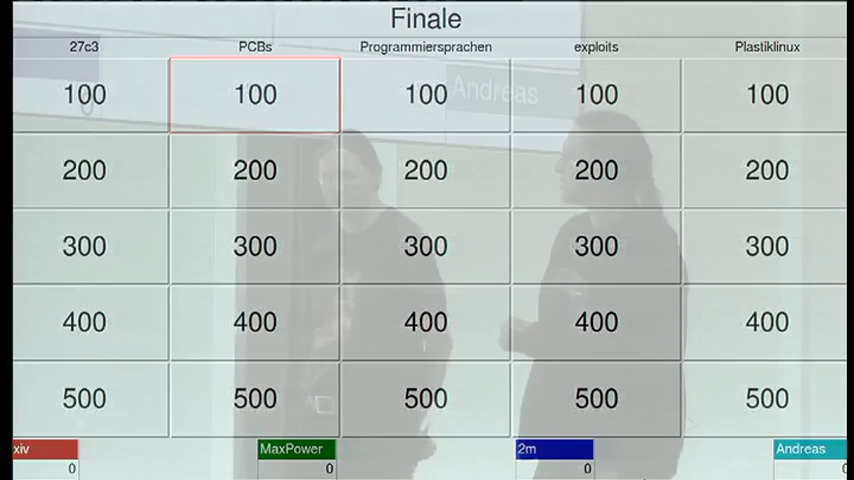 Finale
27c3 PCBs Programmiersprachen exploits Plastiklinux
100 100 100 100 100
Andreas
200 200 200 200 200
300 300 300 300 300
400 400 400 400 400
500 500 500 500 500
xiv MaxPower 2m Andreas
0 0 0 0